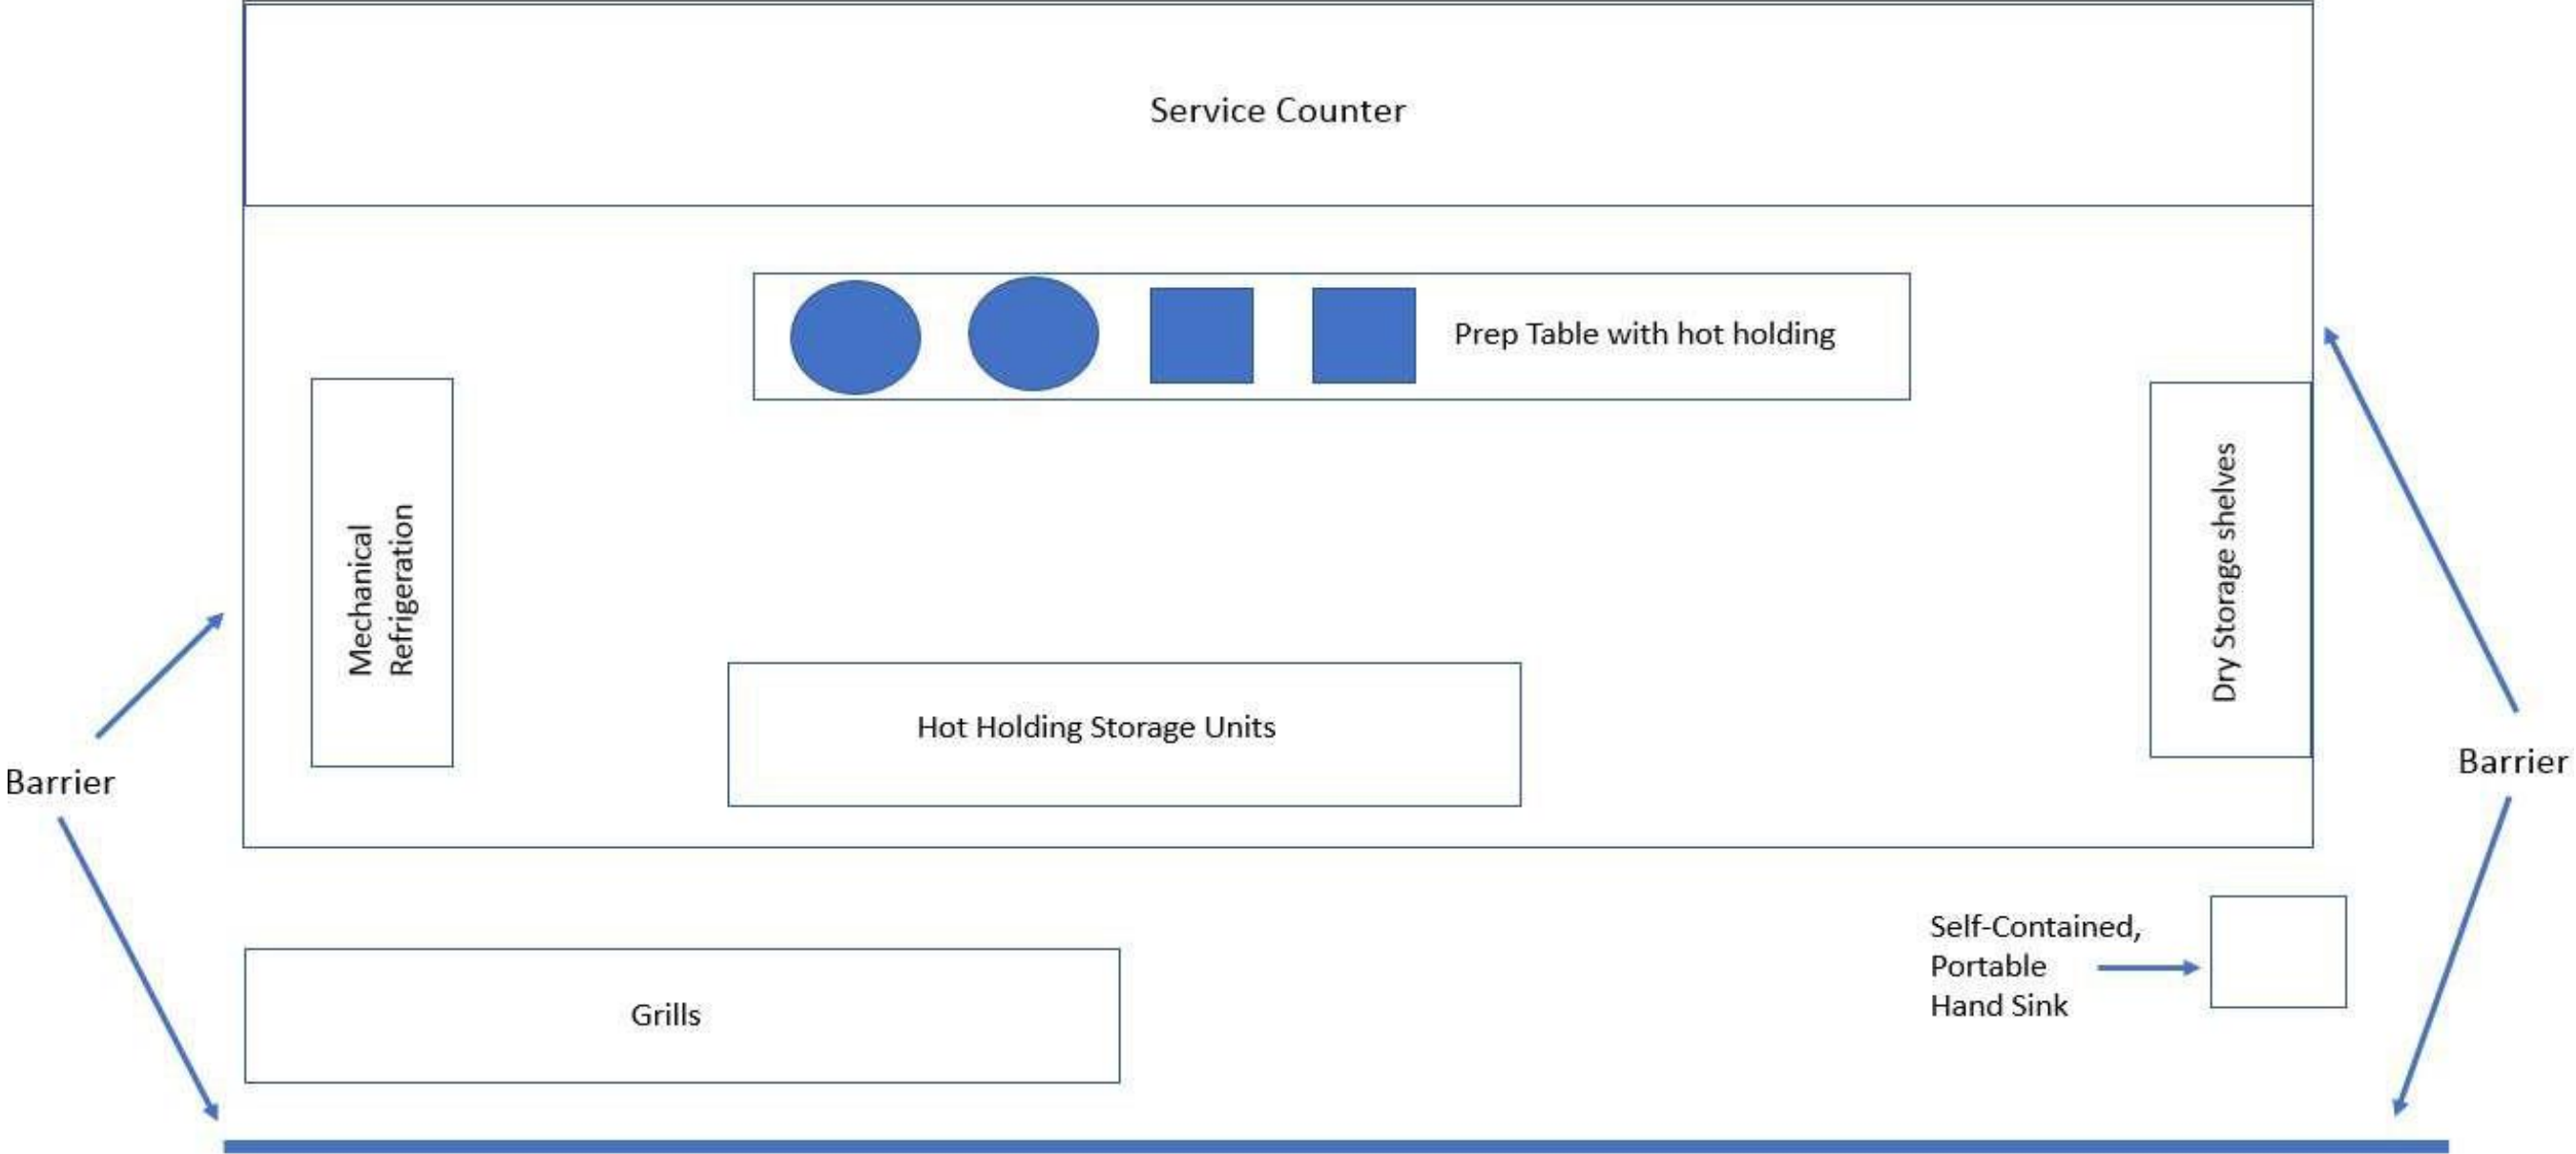 Service Counter
Prep Table with hot holding
Mechanical
Refrigeration
Dry Storage shelves
Hot Holding Storage Units
Barrier
Barrier
Self-Contained,
Portable
Hand Sink
Grills